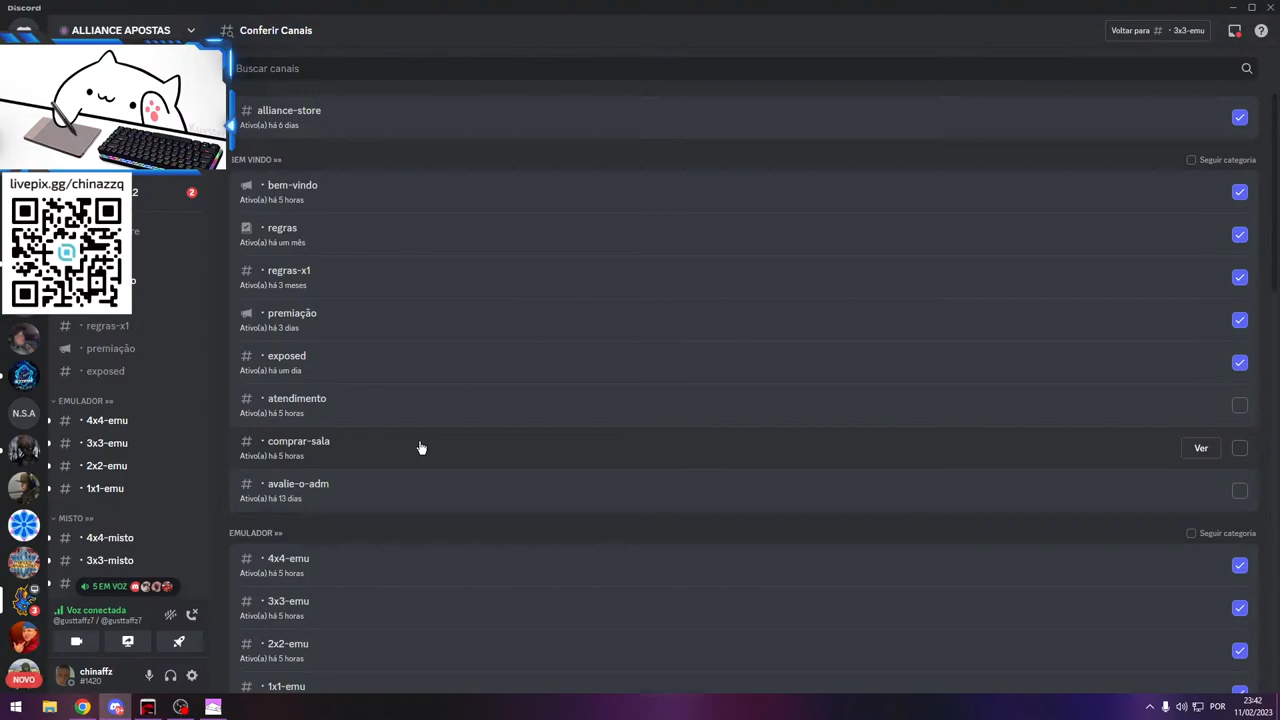 Discord
ALLIANCE APOSTAS
Conferir Canais
Voltar para # ・3x3-emu
livepix.gg/chinazzq
2
2
・regras-x1
・premiação
・exposed
EMULADOR »»
・4x4-emu
・3x3-emu
・2x2-emu
・1x1-emu
MISTO »»
・4x4-misto
・3x3-misto
5 EM VOZ
Voz conectada
@gusttaffz7 / @gusttaffz7
chinaffz
#1420
N.S.A
3
NOVO
Buscar canais
alliance-store
Ativo(a) há 6 dias
BEM VINDO »»
Seguir categoria
・bem-vindo
Ativo(a) há 5 horas
・regras
Ativo(a) há um mês
・regras-x1
Ativo(a) há 3 meses
・premiação
Ativo(a) há 3 dias
・exposed
Ativo(a) há um dia
・atendimento
Ativo(a) há 5 horas
・comprar-sala
Ativo(a) há 5 horas
Ver
・avalie-o-adm
Ativo(a) há 13 dias
EMULADOR »»
Seguir categoria
・4x4-emu
Ativo(a) há 5 horas
・3x3-emu
Ativo(a) há 5 horas
・2x2-emu
Ativo(a) há 5 horas
・1x1-emu
POR
23:42
11/02/2023